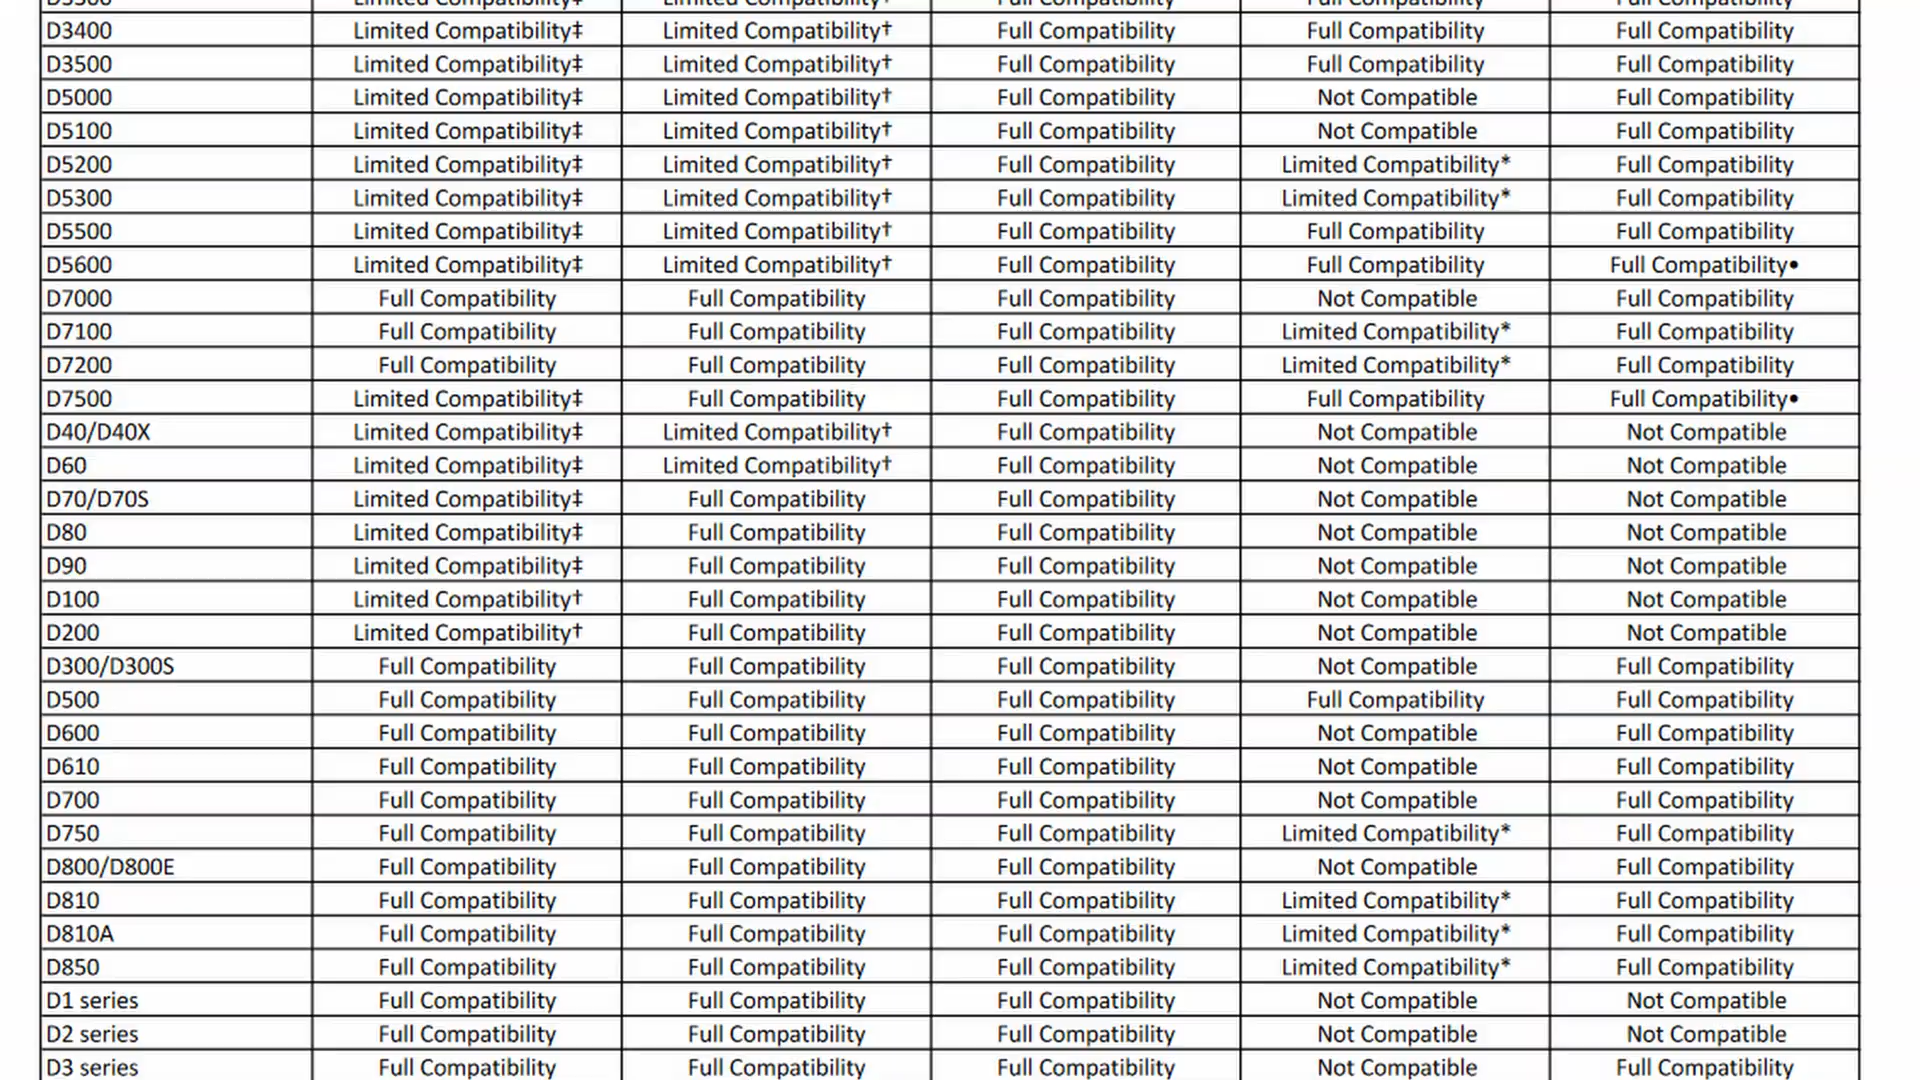 D3400 Limited Compatibility‡ Limited Compatibility† Full Compatibility Full Compatibility Full Compatibility
D3500 Limited Compatibility‡ Limited Compatibility† Full Compatibility Full Compatibility Full Compatibility
D5000 Limited Compatibility‡ Limited Compatibility† Full Compatibility Not Compatible Full Compatibility
D5100 Limited Compatibility‡ Limited Compatibility† Full Compatibility Not Compatible Full Compatibility
D5200 Limited Compatibility‡ Limited Compatibility† Full Compatibility Limited Compatibility* Full Compatibility
D5300 Limited Compatibility‡ Limited Compatibility† Full Compatibility Limited Compatibility* Full Compatibility
D5500 Limited Compatibility‡ Limited Compatibility† Full Compatibility Full Compatibility Full Compatibility
D5600 Limited Compatibility‡ Limited Compatibility† Full Compatibility Full Compatibility Full Compatibility•
D7000 Full Compatibility Full Compatibility Full Compatibility Not Compatible Full Compatibility
D7100 Full Compatibility Full Compatibility Full Compatibility Limited Compatibility* Full Compatibility
D7200 Full Compatibility Full Compatibility Full Compatibility Limited Compatibility* Full Compatibility
D7500 Limited Compatibility‡ Full Compatibility Full Compatibility Full Compatibility Full Compatibility•
D40/D40X Limited Compatibility‡ Limited Compatibility† Full Compatibility Not Compatible Not Compatible
D60 Limited Compatibility‡ Limited Compatibility† Full Compatibility Not Compatible Not Compatible
D70/D70S Limited Compatibility‡ Full Compatibility Full Compatibility Not Compatible Not Compatible
D80 Limited Compatibility‡ Full Compatibility Full Compatibility Not Compatible Not Compatible
D90 Limited Compatibility‡ Full Compatibility Full Compatibility Not Compatible Not Compatible
D100 Limited Compatibility† Full Compatibility Full Compatibility Not Compatible Not Compatible
D200 Limited Compatibility† Full Compatibility Full Compatibility Not Compatible Not Compatible
D300/D300S Full Compatibility Full Compatibility Full Compatibility Not Compatible Full Compatibility
D500 Full Compatibility Full Compatibility Full Compatibility Full Compatibility Full Compatibility
D600 Full Compatibility Full Compatibility Full Compatibility Not Compatible Full Compatibility
D610 Full Compatibility Full Compatibility Full Compatibility Not Compatible Full Compatibility
D700 Full Compatibility Full Compatibility Full Compatibility Not Compatible Full Compatibility
D750 Full Compatibility Full Compatibility Full Compatibility Limited Compatibility* Full Compatibility
D800/D800E Full Compatibility Full Compatibility Full Compatibility Not Compatible Full Compatibility
D810 Full Compatibility Full Compatibility Full Compatibility Limited Compatibility* Full Compatibility
D810A Full Compatibility Full Compatibility Full Compatibility Limited Compatibility* Full Compatibility
D850 Full Compatibility Full Compatibility Full Compatibility Limited Compatibility* Full Compatibility
D1 series Full Compatibility Full Compatibility Full Compatibility Not Compatible Not Compatible
D2 series Full Compatibility Full Compatibility Full Compatibility Not Compatible Not Compatible
D3 series Full Compatibility Full Compatibility Full Compatibility Not Compatible Full Compatibility